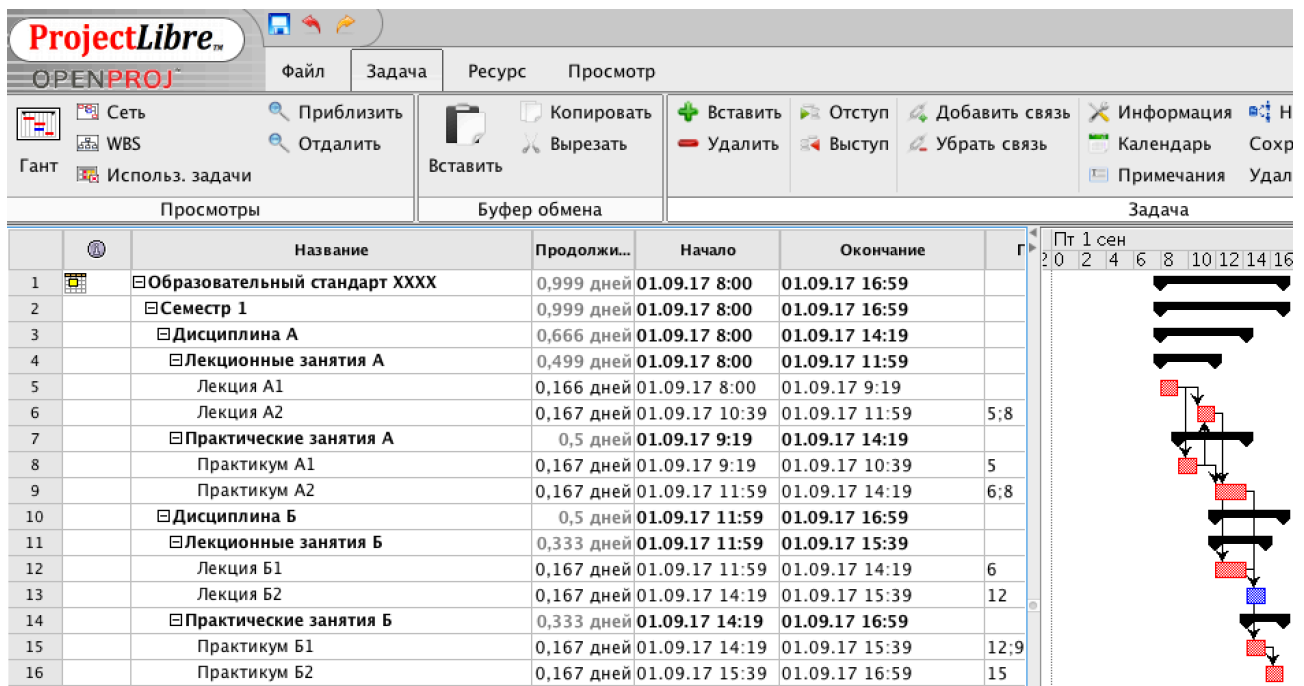 ProjectLibre™
OPENPROJ
Файл Задача Ресурс Просмотр
Гант
Сеть
WBS
Использ. задачи
Приблизить
Отдалить
Просмотры
Вставить
Копировать
Вырезать
Буфер обмена
Вставить
Удалить
Отступ
Выступ
Добавить связь
Убрать связь
Информация
Календарь
Примечания
Н
Сохр
Удал
Задача
Название Продолжи... Начало Окончание П
Пт 1 сен
2 0 2 4 6 8 10 12 14 16
1 Образовательный стандарт XXXX 0,999 дней 01.09.17 8:00 01.09.17 16:59
2 Семестр 1 0,999 дней 01.09.17 8:00 01.09.17 16:59
3 Дисциплина А 0,666 дней 01.09.17 8:00 01.09.17 14:19
4 Лекционные занятия А 0,499 дней 01.09.17 8:00 01.09.17 11:59
5 Лекция А1 0,166 дней 01.09.17 8:00 01.09.17 9:19
6 Лекция А2 0,167 дней 01.09.17 10:39 01.09.17 11:59 5;8
7 Практические занятия А 0,5 дней 01.09.17 9:19 01.09.17 14:19
8 Практикум А1 0,167 дней 01.09.17 9:19 01.09.17 10:39 5
9 Практикум А2 0,167 дней 01.09.17 11:59 01.09.17 14:19 6;8
10 Дисциплина Б 0,5 дней 01.09.17 11:59 01.09.17 16:59
11 Лекционные занятия Б 0,333 дней 01.09.17 11:59 01.09.17 15:39
12 Лекция Б1 0,167 дней 01.09.17 11:59 01.09.17 14:19 6
13 Лекция Б2 0,167 дней 01.09.17 14:19 01.09.17 15:39 12
14 Практические занятия Б 0,333 дней 01.09.17 14:19 01.09.17 16:59
15 Практикум Б1 0,167 дней 01.09.17 14:19 01.09.17 15:39 12;9
16 Практикум Б2 0,167 дней 01.09.17 15:39 01.09.17 16:59 15